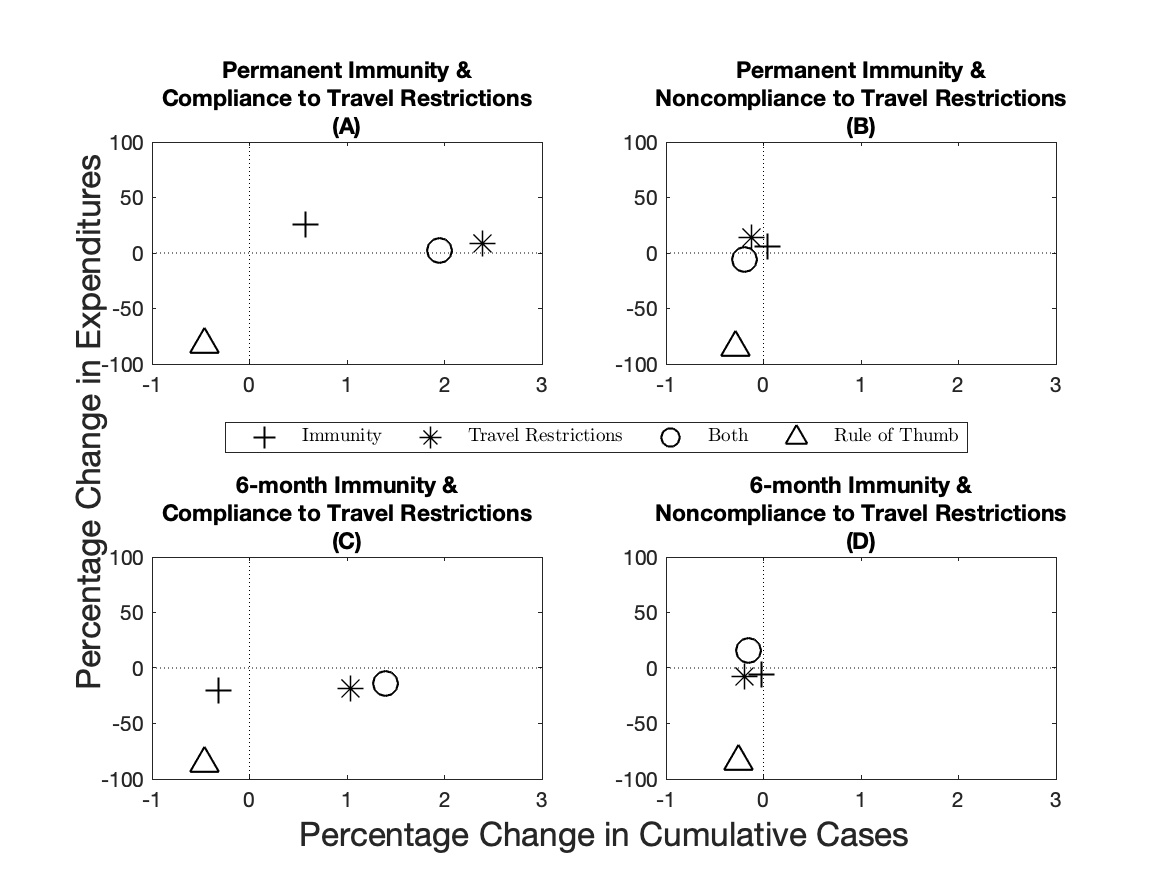 Permanent Immunity &
Compliance to Travel Restrictions
(A)
100
50
0
-50
-100
-1 0 1 2 3
Permanent Immunity &
Noncompliance to Travel Restrictions
(B)
100
50
0
-50
-100
-1 0 1 2 3
Percentage Change in Expenditures
Immunity Travel Restrictions Both Rule of Thumb
6-month Immunity &
Compliance to Travel Restrictions
(C)
100
50
0
-50
-100
-1 0 1 2 3
6-month Immunity &
Noncompliance to Travel Restrictions
(D)
100
50
0
-50
-100
-1 0 1 2 3
Percentage Change in Cumulative Cases